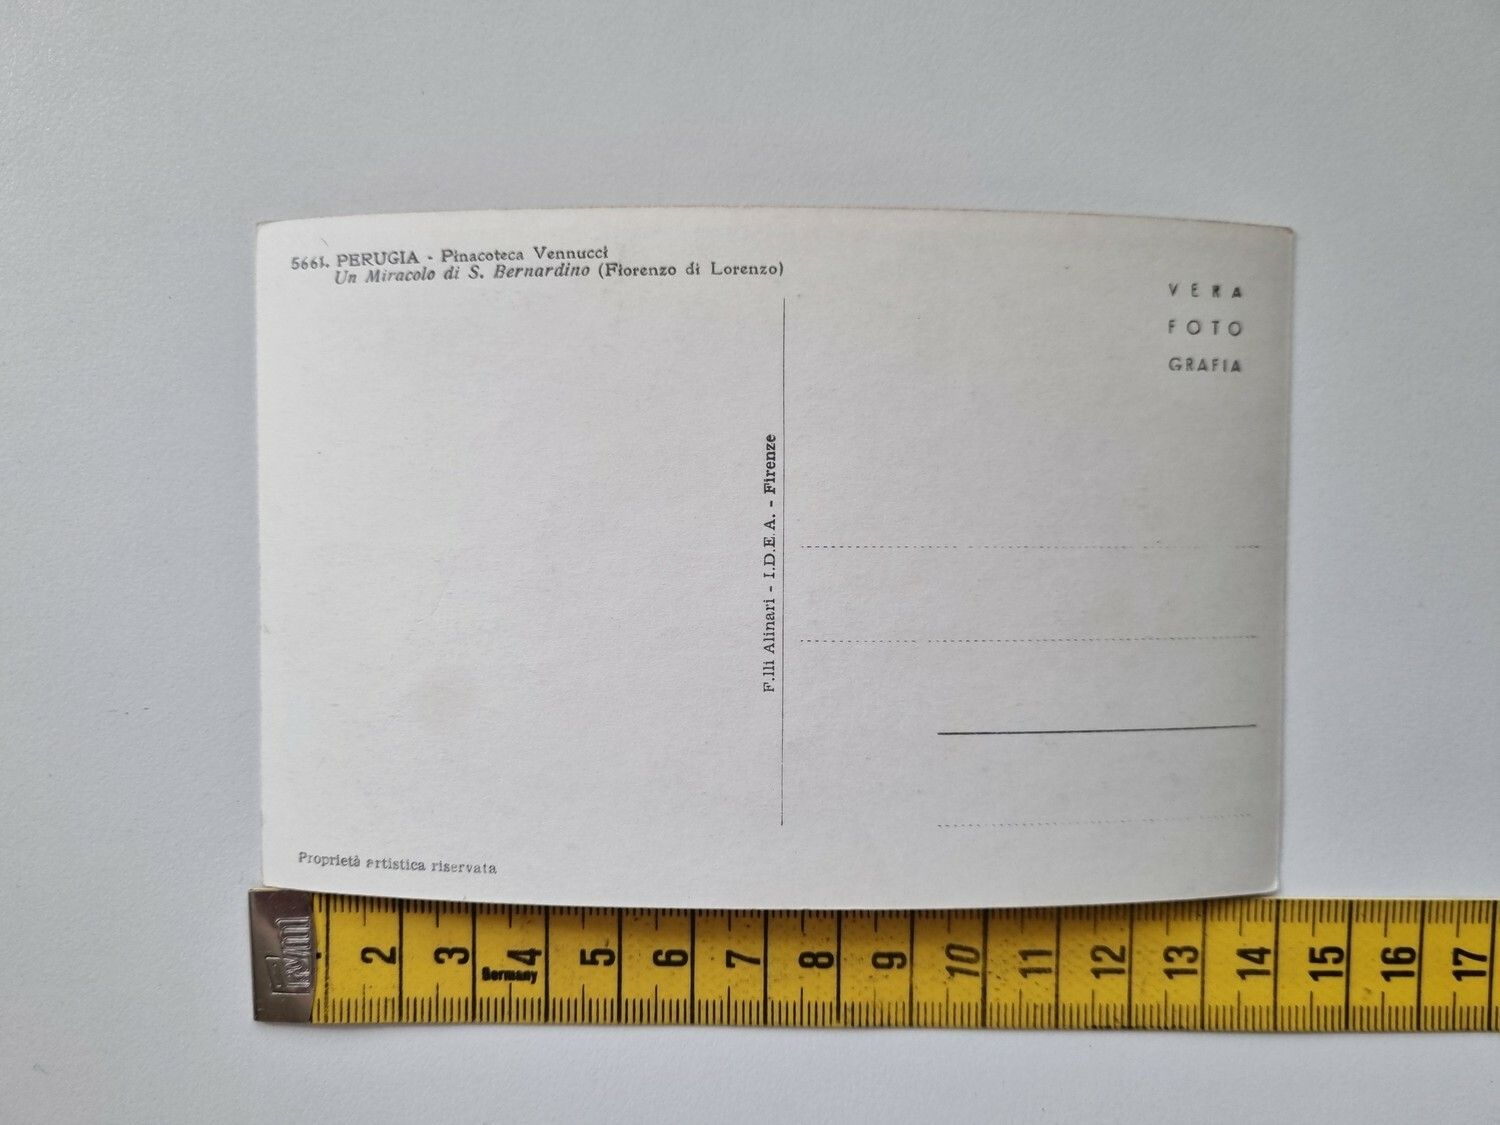 5661. PERUGIA - Pinacoteca Vennucci
Un Miracolo di S. Bernardino (Fiorenzo di Lorenzo)
VERA
FOTO
GRAFIA
F.lli Alinari - I.D.E.A. - Firenze
Proprietà artistica riservata
2 3 4 5 6 7 8 9 10 11 12 13 14 15 16 17
Germany